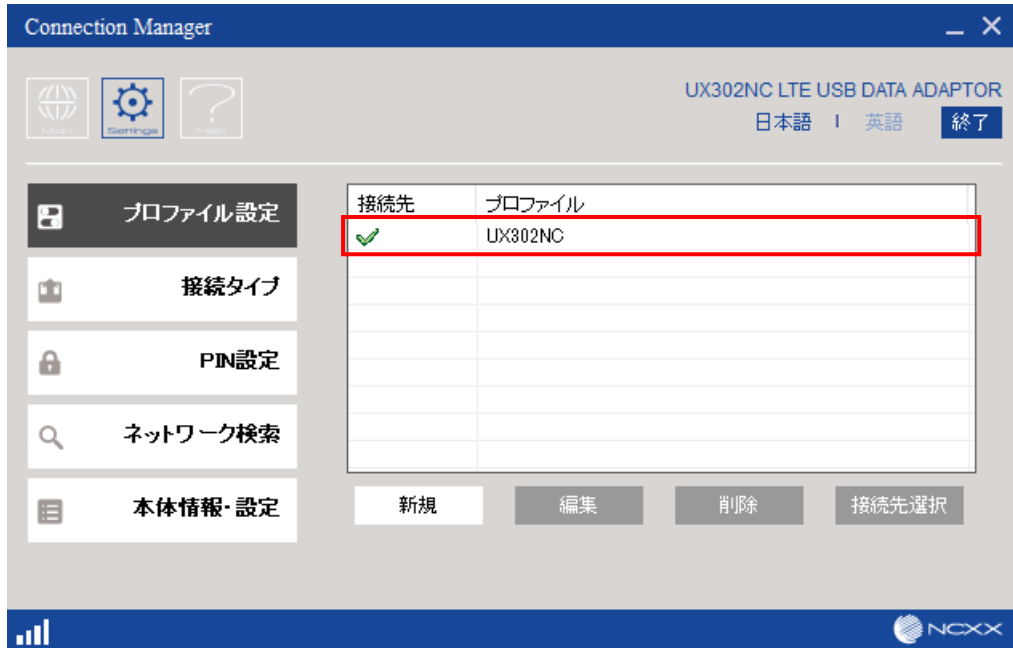 Connection Manager
Main Settings Help
UX302NC LTE USB DATA ADAPTOR
日本語 | 英語 終了
プロファイル設定
接続先 プロファイル
UX302NC
接続タイプ
PIN設定
ネットワーク検索
本体情報・設定
新規 編集 削除 接続先選択
NCXX